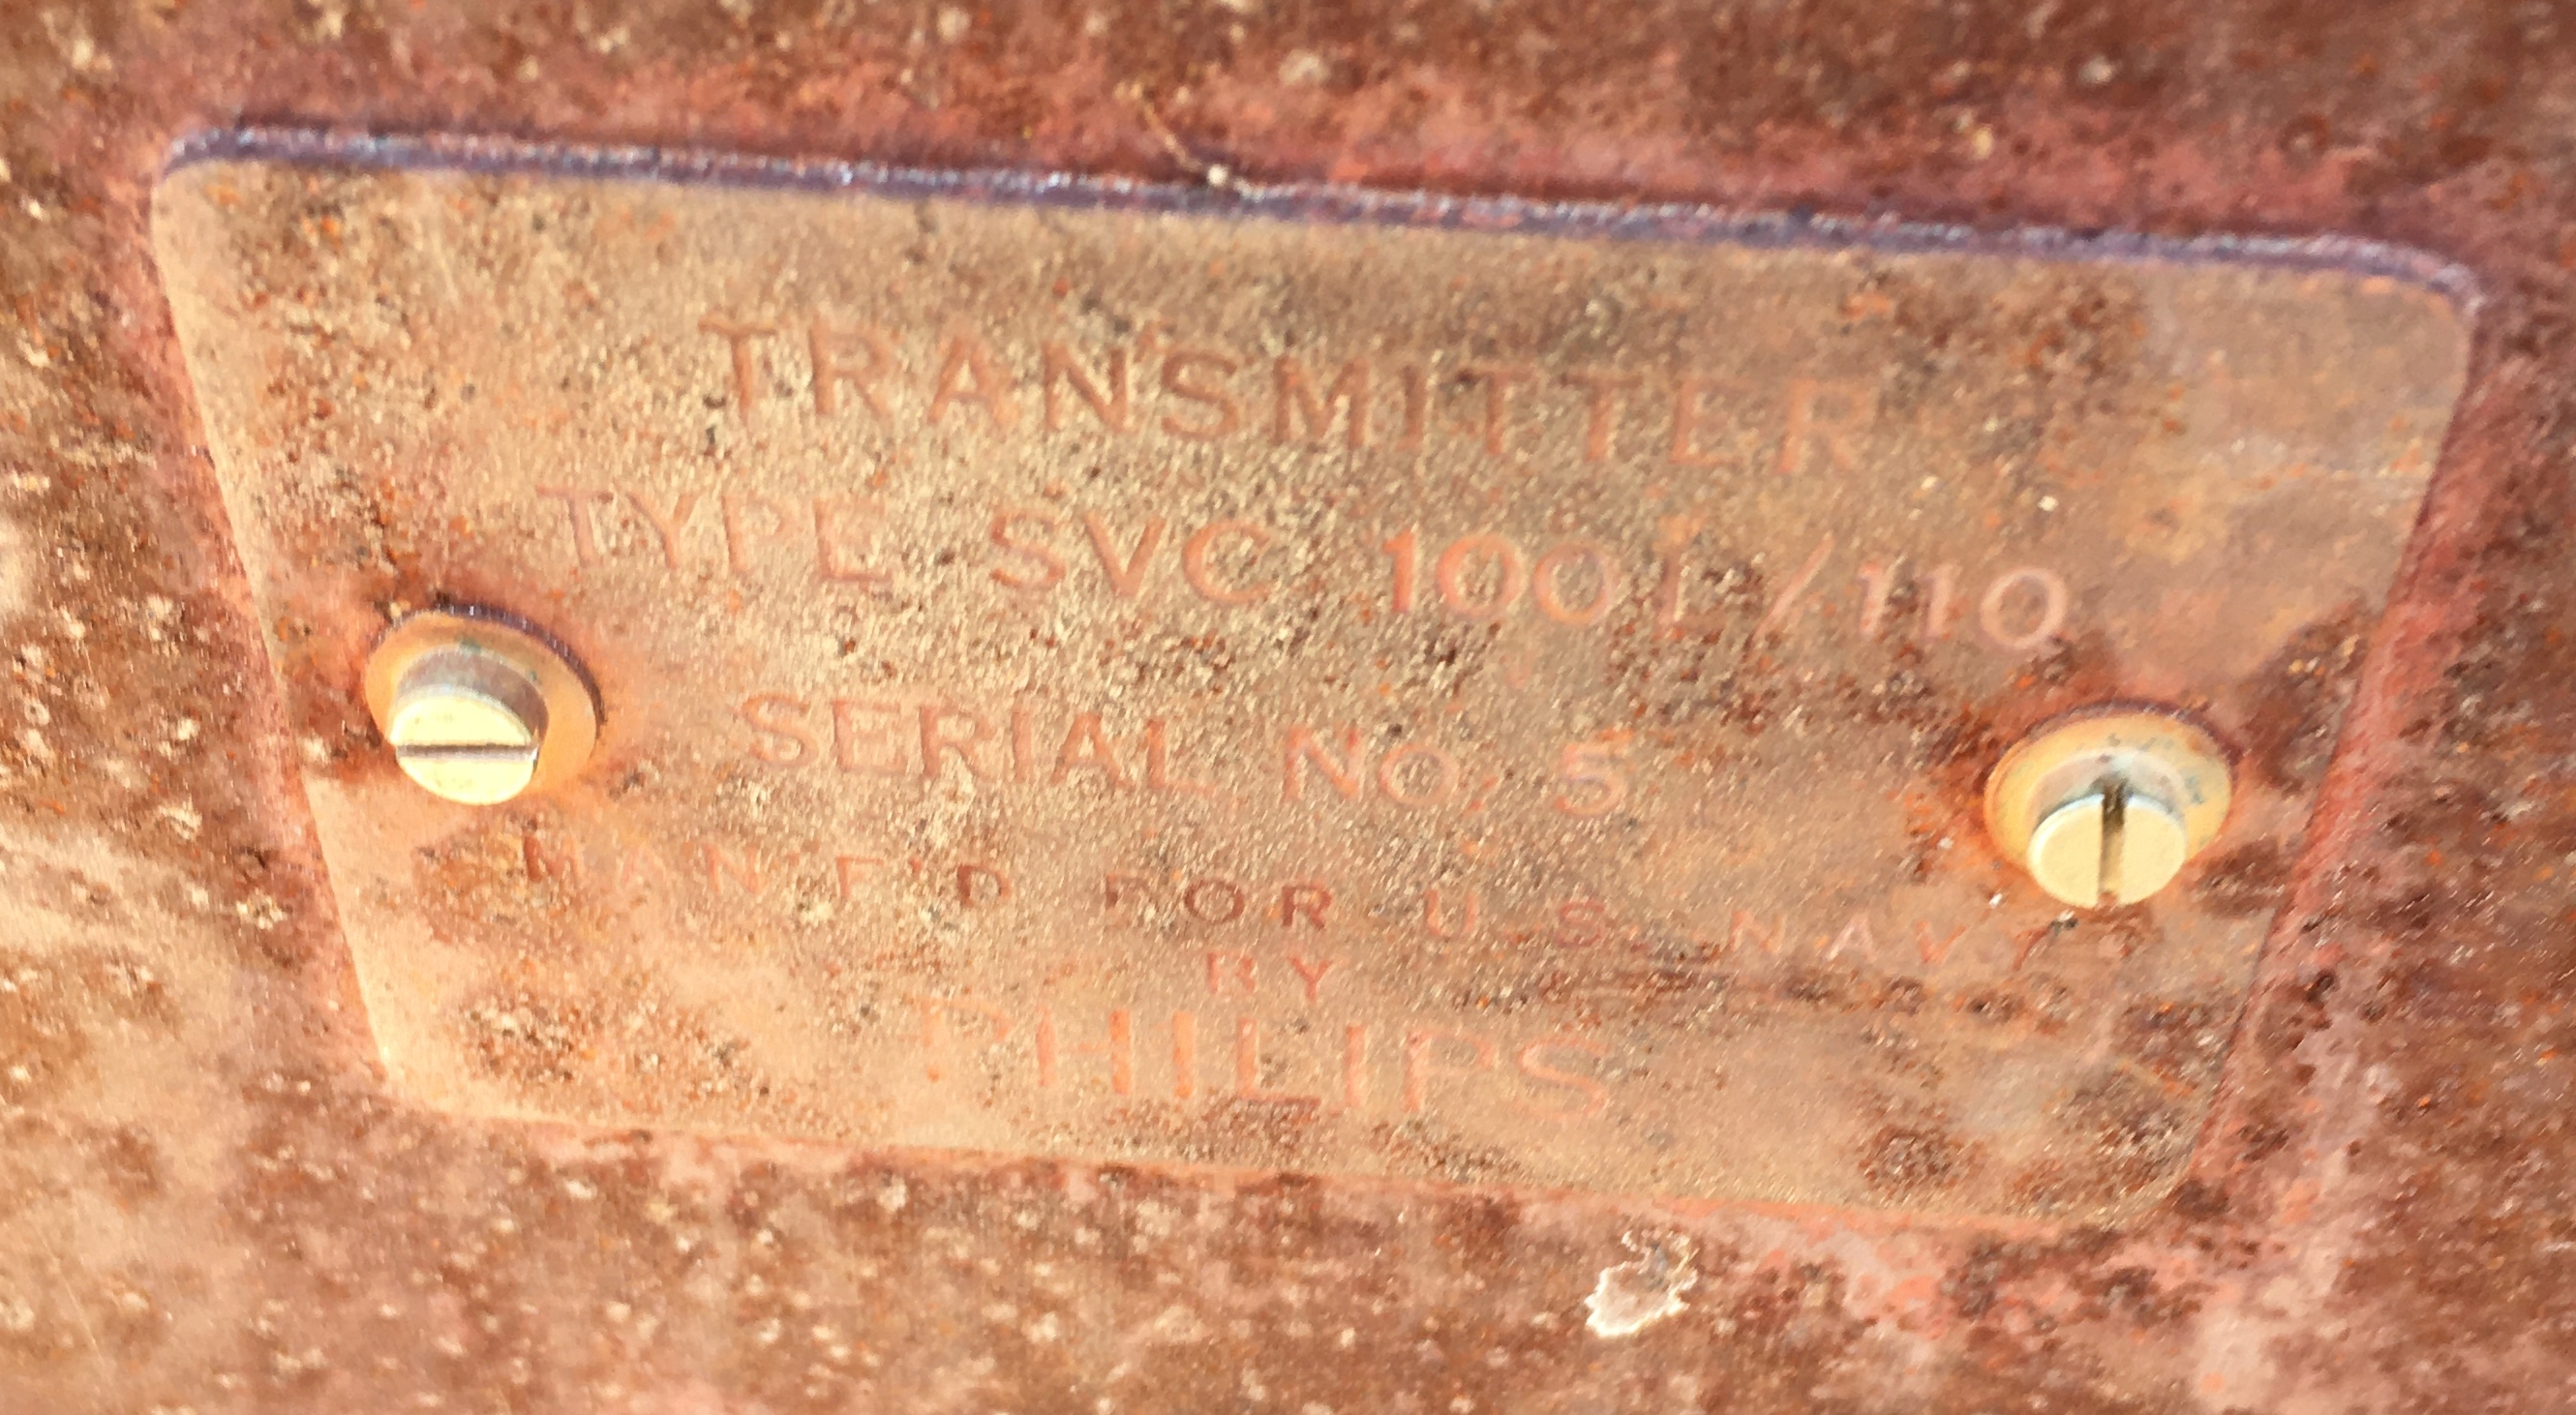 TRANSMITTER
TYPE SVC 1001/110
SERIAL NO. 5
MAN'F'D FOR U.S. NAVY
BY
PHILIPS